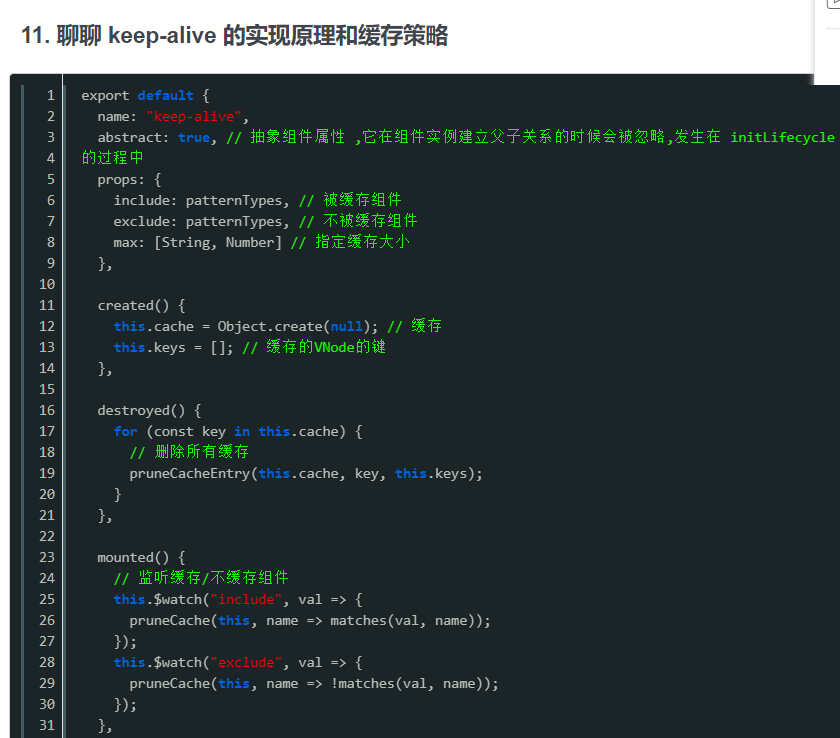 11. 聊聊 keep-alive 的实现原理和缓存策略
1 export default {
2 name: "keep-alive",
3 abstract: true, // 抽象组件属性 ,它在组件实例建立父子关系的时候会被忽略,发生在 initLifecycle
4 的过程中
5 props: {
6 include: patternTypes, // 被缓存组件
7 exclude: patternTypes, // 不被缓存组件
8 max: [String, Number] // 指定缓存大小
9 },
10
11 created() {
12 this.cache = Object.create(null); // 缓存
13 this.keys = []; // 缓存的VNode的键
14 },
15
16 destroyed() {
17 for (const key in this.cache) {
18 // 删除所有缓存
19 pruneCacheEntry(this.cache, key, this.keys);
20 }
21 },
22
23 mounted() {
24 // 监听缓存/不缓存组件
25 this.$watch("include", val => {
26 pruneCache(this, name => matches(val, name));
27 });
28 this.$watch("exclude", val => {
29 pruneCache(this, name => !matches(val, name));
30 });
31 },